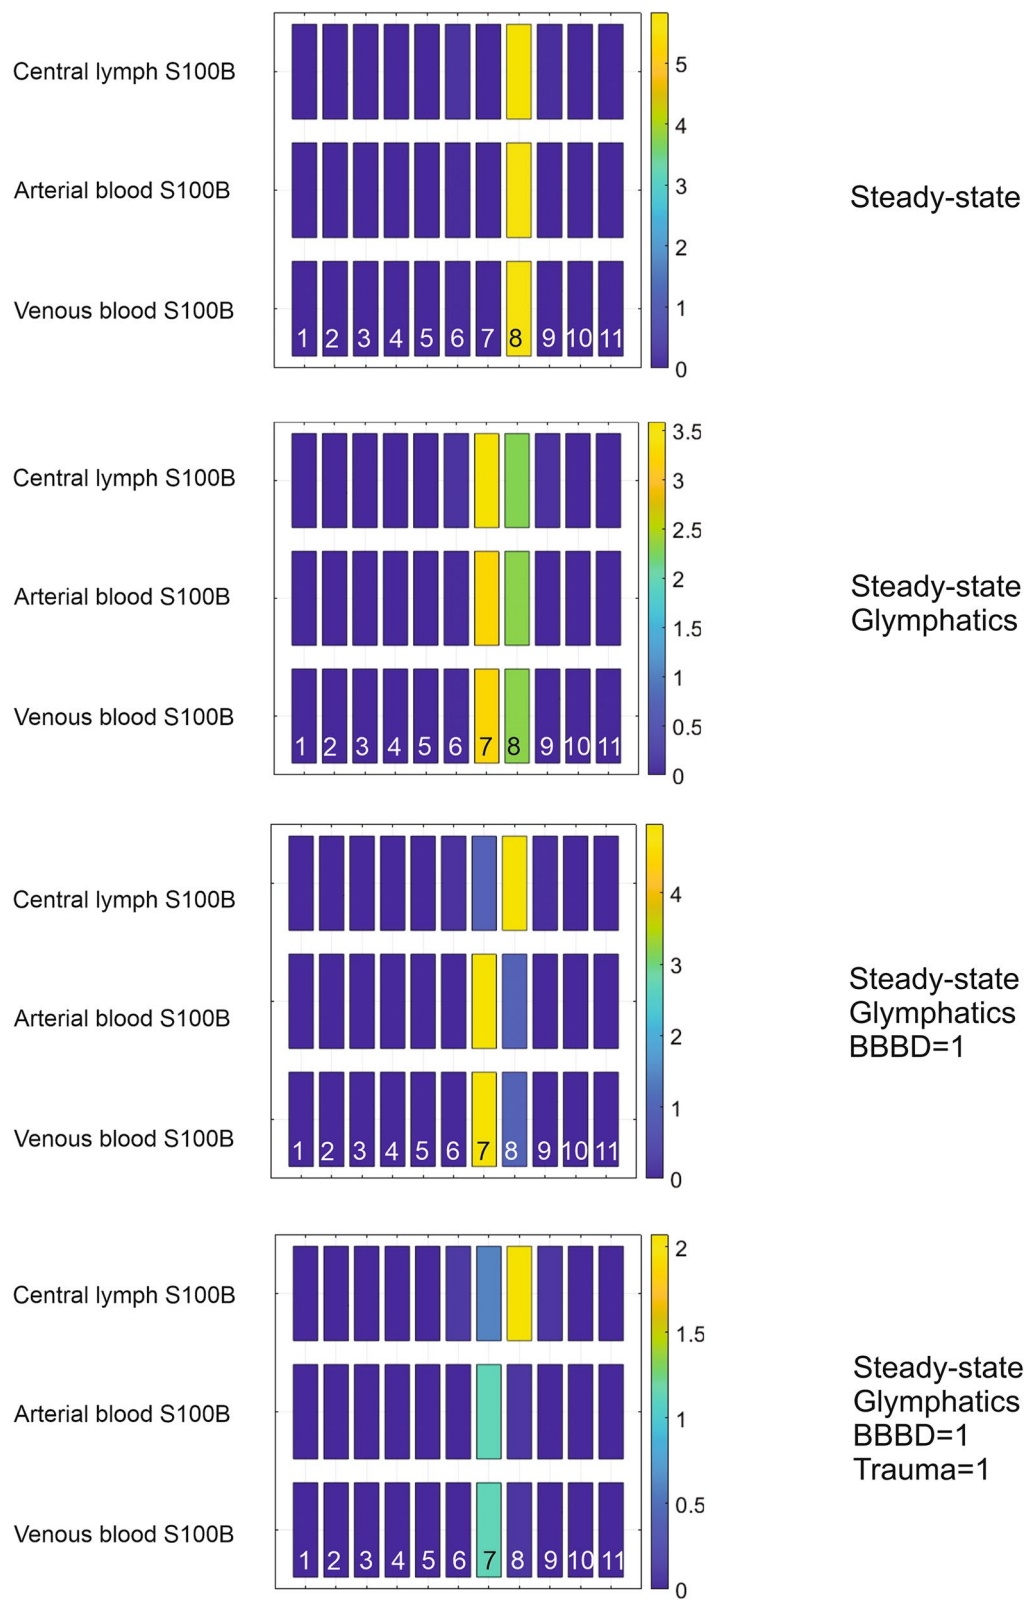 Central lymph S100B
Arterial blood S100B
Venous blood S100B
1 2 3 4 5 6 7 8 9 10 11
5
4
3
2
1
0
Steady-state
Central lymph S100B
Arterial blood S100B
Venous blood S100B
1 2 3 4 5 6 7 8 9 10 11
3.5
3
2.5
2
1.5
1
0.5
0
Steady-state
Glymphatics
Central lymph S100B
Arterial blood S100B
Venous blood S100B
1 2 3 4 5 6 7 8 9 10 11
4
3
2
1
0
Steady-state
Glymphatics
BBBD=1
Central lymph S100B
Arterial blood S100B
Venous blood S100B
1 2 3 4 5 6 7 8 9 10 11
2
1.5
1
0.5
0
Steady-state
Glymphatics
BBBD=1
Trauma=1